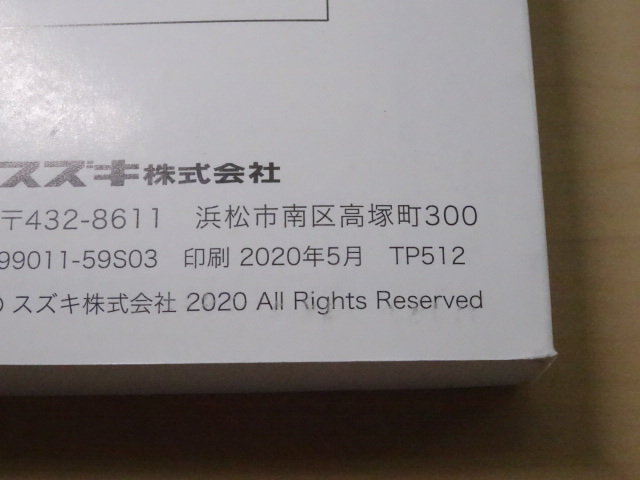 スズキ株式会社
〒432-8611 浜松市南区高塚町300
99011-59S03 印刷 2020年5月 TP512
© スズキ株式会社 2020 All Rights Reserved